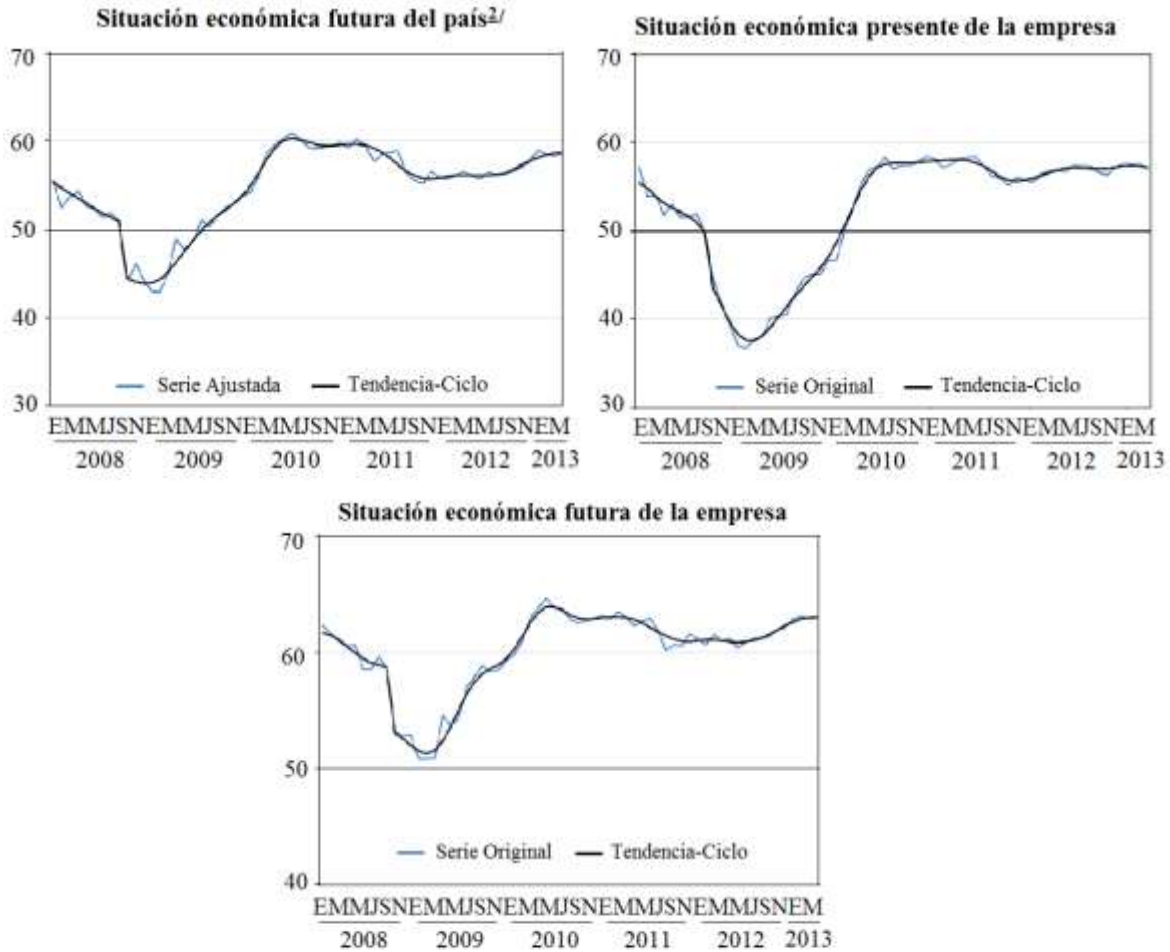 Situación económica futura del país2/
70
60
50
40
30
Serie Ajustada Tendencia-Ciclo
EMMJSNEMMJSNEMMJSNEMMJSNEMMJSNEM
2008 2009 2010 2011 2012 2013
Situación económica presente de la empresa
70
60
50
40
30
Serie Original Tendencia-Ciclo
EMMJSNEMMJSNEMMJSNEMMJSNEMMJSNEM
2008 2009 2010 2011 2012 2013
Situación económica futura de la empresa
70
60
50
40
Serie Original Tendencia-Ciclo
EMMJSNEMMJSNEMMJSNEMMJSNEMMJSNEM
2008 2009 2010 2011 2012 2013